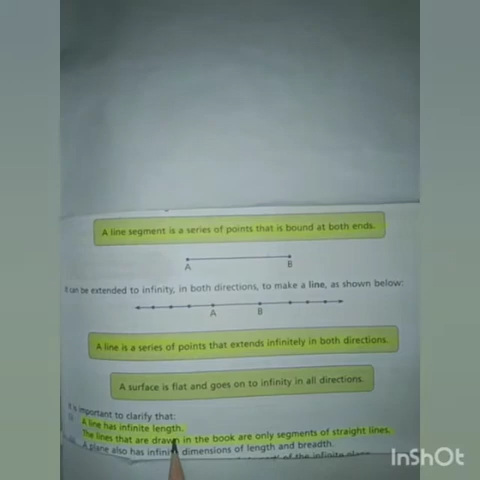 A line segment is a series of points that is bound at both ends.
A B
It can be extended to infinity, in both directions, to make a line, as shown below:
A B
A line is a series of points that extends infinitely in both directions.
A surface is flat and goes on to infinity in all directions.
It is important to clarify that:
A line has infinite length.
The lines that are drawn in the book are only segments of straight lines.
A plane also has infinite dimensions of length and breadth.
of the infinite plane
InShOt